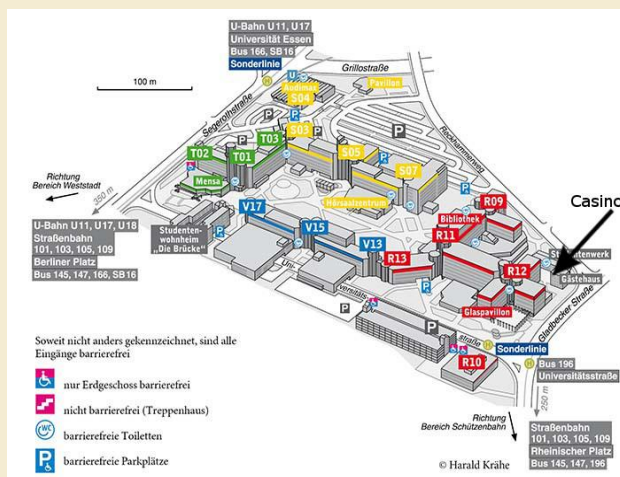 U-Bahn U11, U17
Universität Essen
Bus 166, SB16
Sonderlinie
H
100 m
Grillostraße
Segerothstraße
Reckhammerweg
U
Pavillon
Audimax
S04
S03
S05
S07
T03
T02
T01
Mensa
P
Hörsaalzentrum
Richtung
Bereich Weststadt
350 m
U-Bahn U11, U17, U18
Straßenbahn
101, 103, 105, 109
Berliner Platz
Bus 145, 147, 166, SB16
Studenten-
wohnheim
„Die Brücke“
V17
V15
V13
R09
Bibliothek
R11
R13
R12
Casino
Gästehaus
Glaspavillon
Gladbecker Straße
Uni-
versitäts-
straße
P
P
R10
H
Sonderlinie
H
Bus 196
Universitätsstraße
250 m
Richtung
Bereich Schützenbahn
Straßenbahn
101, 103, 105, 109
Rheinischer Platz
Bus 145, 147, 196
Soweit nicht anders gekennzeichnet, sind alle
Eingänge barrierefrei
nur Erdgeschoss barrierefrei
nicht barrierefrei (Treppenhaus)
WC barrierefreie Toiletten
P barrierefreie Parkplätze
© Harald Krähe